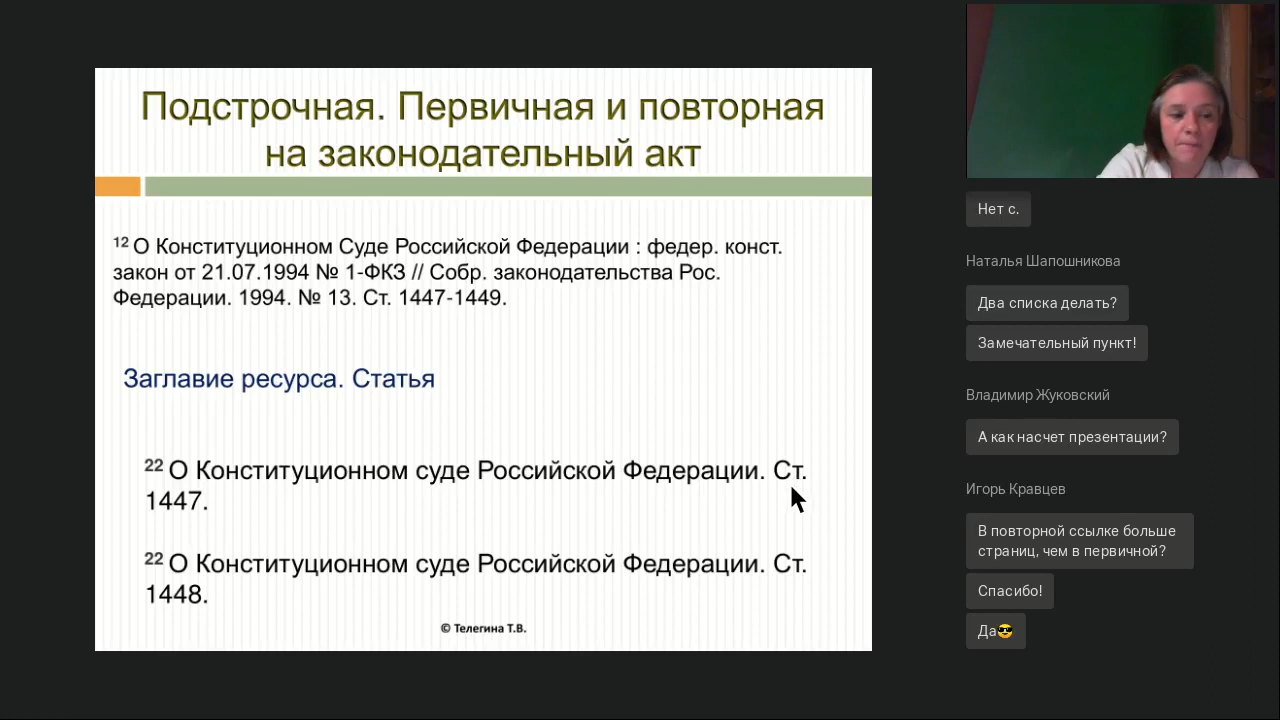 Подстрочная. Первичная и повторная
на законодательный акт
12 О Конституционном Суде Российской Федерации : федер. конст.
закон от 21.07.1994 № 1-ФКЗ // Собр. законодательства Рос.
Федерации. 1994. № 13. Ст. 1447-1449.
Заглавие ресурса. Статья
22 О Конституционном суде Российской Федерации. Ст.
1447.
22 О Конституционном суде Российской Федерации. Ст.
1448.
© Телегина Т.В.
Нет с.
Наталья Шапошникова
Два списка делать?
Замечательный пункт!
Владимир Жуковский
А как насчет презентации?
Игорь Кравцев
В повторной ссылке больше
страниц, чем в первичной?
Спасибо!
Да😎